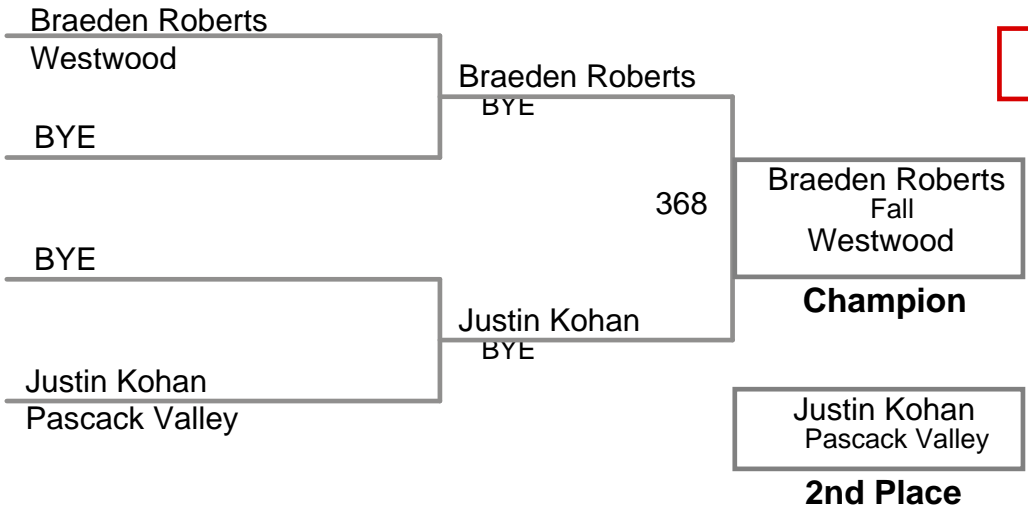 Braeden Roberts
Westwood
BYE
BYE
Justin Kohan
Pascack Valley
Braeden Roberts
BYE
368
Justin Kohan
BYE
Braeden Roberts
Fall
Westwood
Champion
Justin Kohan
Pascack Valley
2nd Place